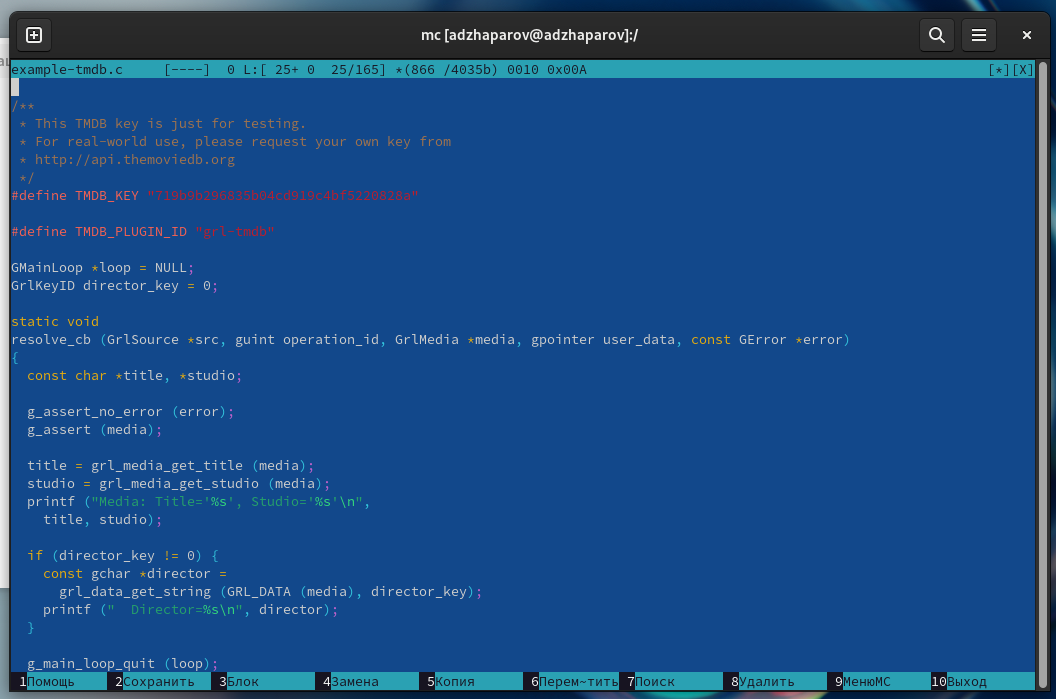 mc [adzhaparov@adzhaparov]:/
example-tmdb.c     [----]  0 L:[ 25+ 0  25/165] *(866 /4035b) 0010 0x00A     [*][X]
/**
 * This TMDB key is just for testing.
 * For real-world use, please request your own key from
 * http://api.themoviedb.org
 */
#define TMDB_KEY "719b9b296835b04cd919c4bf5220828a"
#define TMDB_PLUGIN_ID "grl-tmdb"
GMainLoop *loop = NULL;
GrlKeyID director_key = 0;
static void
resolve_cb (GrlSource *src, guint operation_id, GrlMedia *media, gpointer user_data, const GError *error)
{
  const char *title, *studio;
  g_assert_no_error (error);
  g_assert (media);
  title = grl_media_get_title (media);
  studio = grl_media_get_studio (media);
  printf ("Media: Title='%s', Studio='%s'\n",
    title, studio);
  if (director_key != 0) {
    const gchar *director =
      grl_data_get_string (GRL_DATA (media), director_key);
    printf ("  Director=%s\n", director);
  }
  g_main_loop_quit (loop);
1Помощь 2Сохранить 3Блок 4Замена 5Копия 6Перем~тить 7Поиск 8Удалить 9МенюMC 10Выход